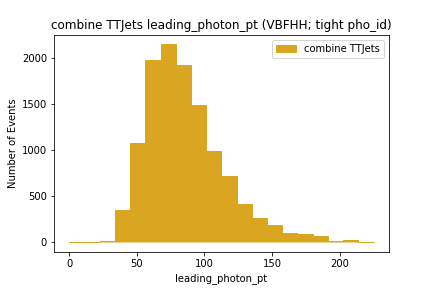 combine TTJets leading_photon_pt (VBFHH; tight pho_id)
combine TTJets
2000
1500
1000
500
0
Number of Events
0 50 100 150 200
leading_photon_pt